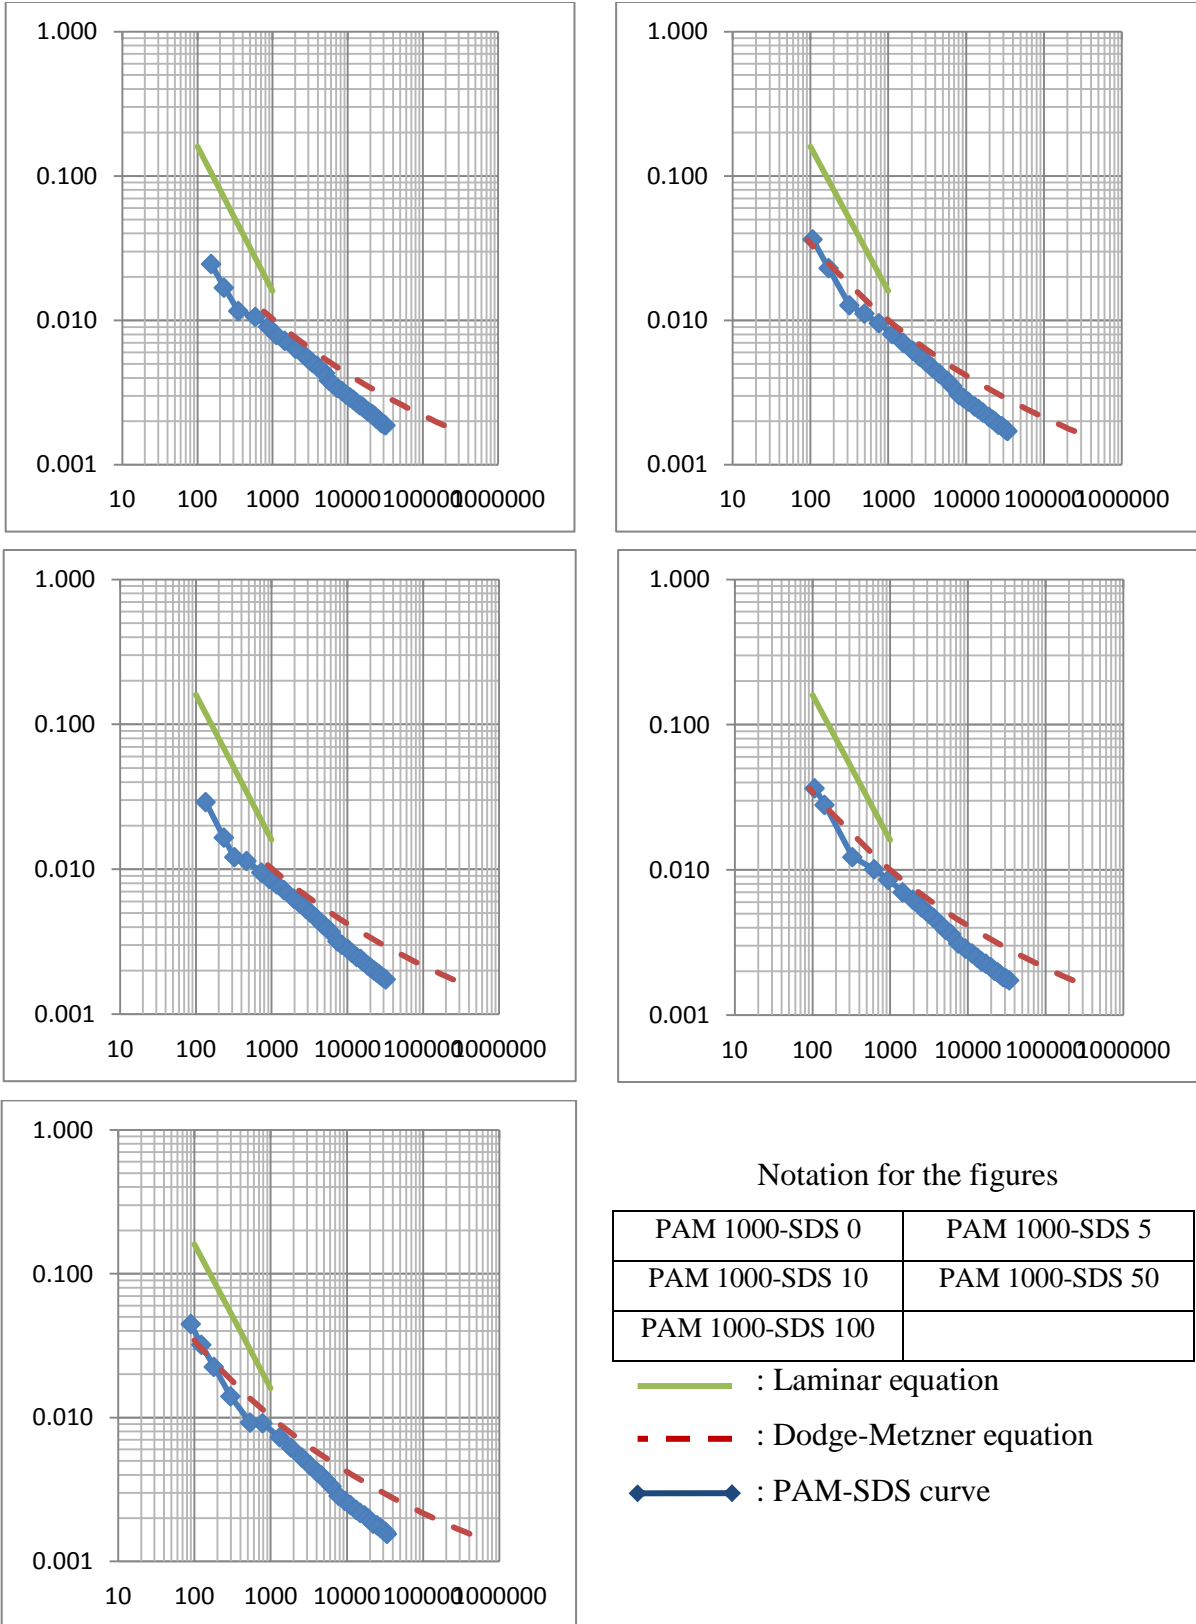 1.000
0.100
0.010
0.001
10 100 1000 10000 100000 1000000
1.000
0.100
0.010
0.001
10 100 1000 10000 100000 1000000
1.000
0.100
0.010
0.001
10 100 1000 10000 100000 1000000
1.000
0.100
0.010
0.001
10 100 1000 10000 100000 1000000
1.000
0.100
0.010
0.001
10 100 1000 10000 100000 1000000
Notation for the figures
PAM 1000-SDS 0 PAM 1000-SDS 5
PAM 1000-SDS 10 PAM 1000-SDS 50
PAM 1000-SDS 100
: Laminar equation
: Dodge-Metzner equation
: PAM-SDS curve